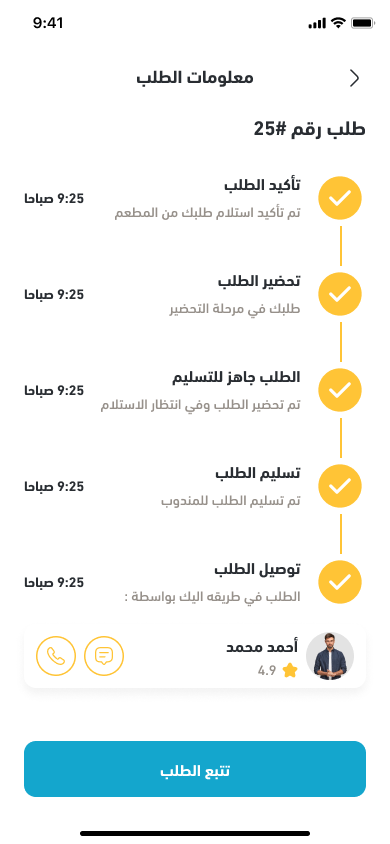 9:41
معلومات الطلب
طلب رقم #25
تأكيد الطلب
9:25 صباحا
تم تأكيد استلام طلبك من المطعم
تحضير الطلب
9:25 صباحا
طلبك في مرحلة التحضير
الطلب جاهز للتسليم
9:25 صباحا
تم تحضير الطلب وفي انتظار الاستلام
تسليم الطلب
9:25 صباحا
تم تسليم الطلب للمندوب
توصيل الطلب
9:25 صباحا
الطلب في طريقه اليك بواسطة :
أحمد محمد
4.9
تتبع الطلب